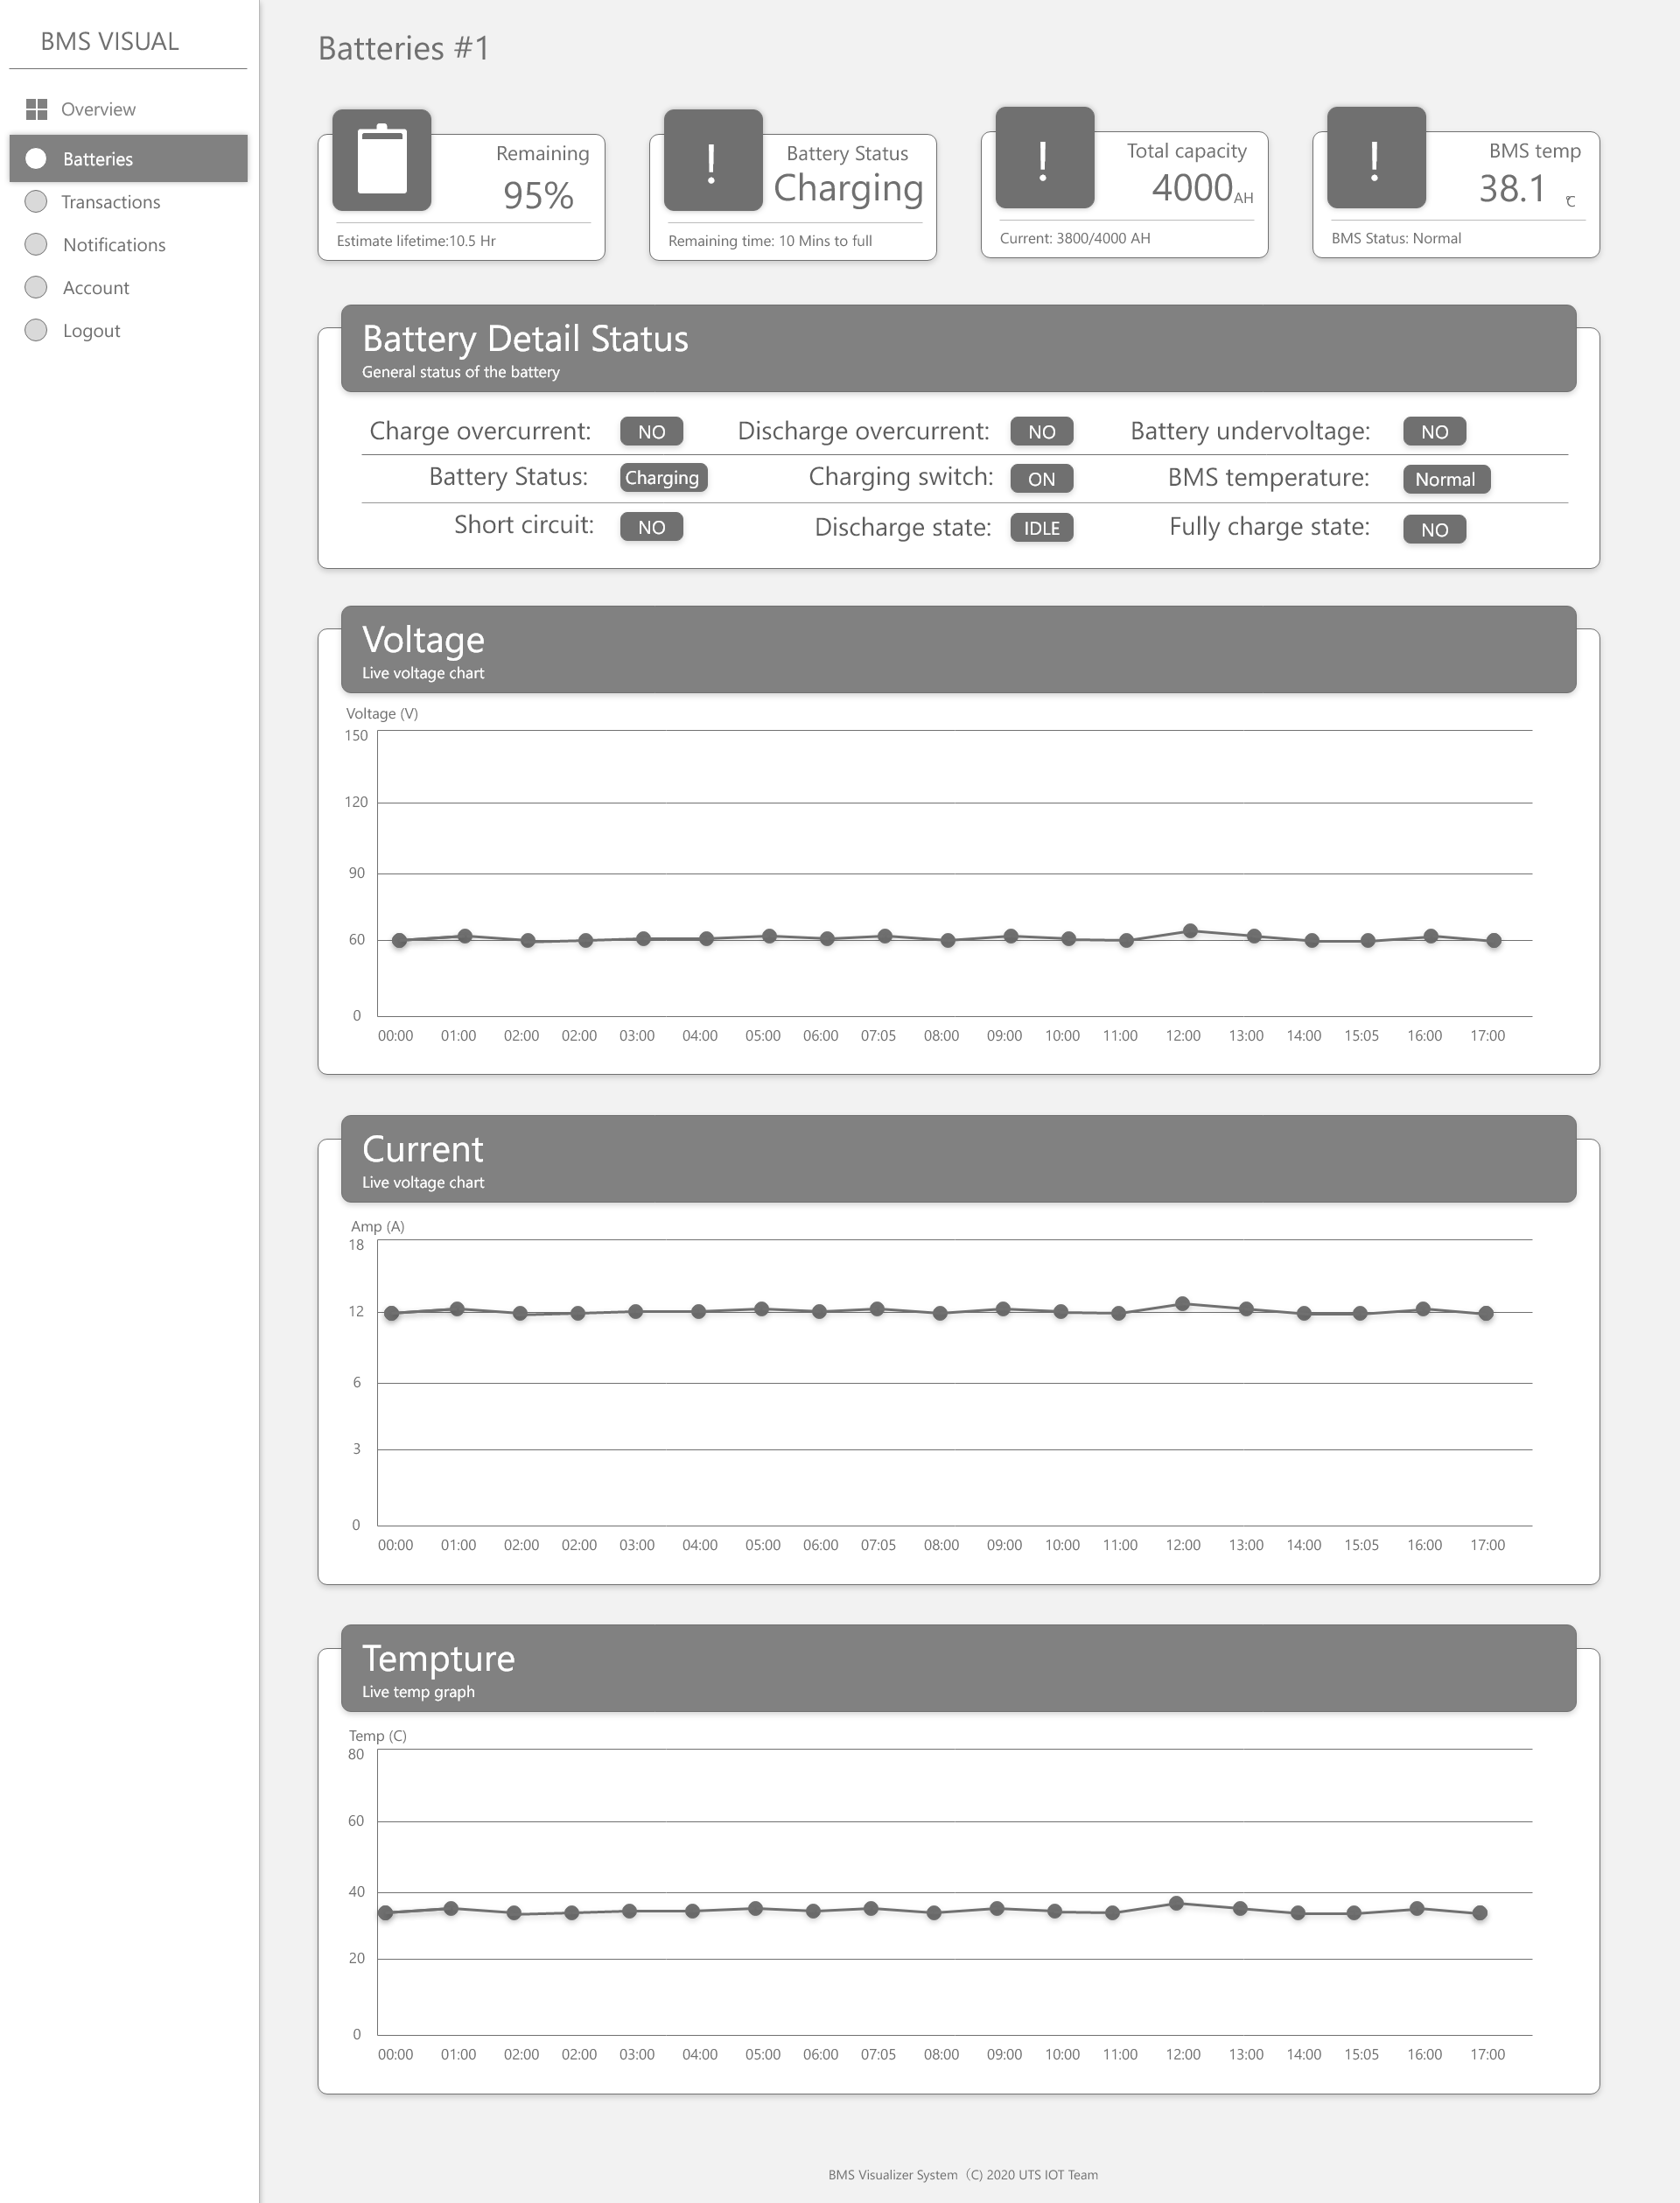 BMS VISUAL
Overview
Batteries
Transactions
Notifications
Account
Logout
Batteries #1
Remaining
95%
Estimate lifetime:10.5 Hr
!
Battery Status
Charging
Remaining time: 10 Mins to full
!
Total capacity
4000AH
Current: 3800/4000 AH
!
BMS temp
38.1 ℃
BMS Status: Normal
Battery Detail Status
General status of the battery
Charge overcurrent: NO Discharge overcurrent: NO Battery undervoltage: NO
Battery Status: Charging Charging switch: ON BMS temperature: Normal
Short circuit: NO Discharge state: IDLE Fully charge state: NO
Voltage
Live voltage chart
Voltage (V)
150
120
90
60
0
00:00 01:00 02:00 02:00 03:00 04:00 05:00 06:00 07:05 08:00 09:00 10:00 11:00 12:00 13:00 14:00 15:05 16:00 17:00
Current
Live voltage chart
Amp (A)
18
12
6
3
0
00:00 01:00 02:00 02:00 03:00 04:00 05:00 06:00 07:05 08:00 09:00 10:00 11:00 12:00 13:00 14:00 15:05 16:00 17:00
Tempture
Live temp graph
Temp (C)
80
60
40
20
0
00:00 01:00 02:00 02:00 03:00 04:00 05:00 06:00 07:05 08:00 09:00 10:00 11:00 12:00 13:00 14:00 15:05 16:00 17:00
BMS Visualizer System（C) 2020 UTS IOT Team